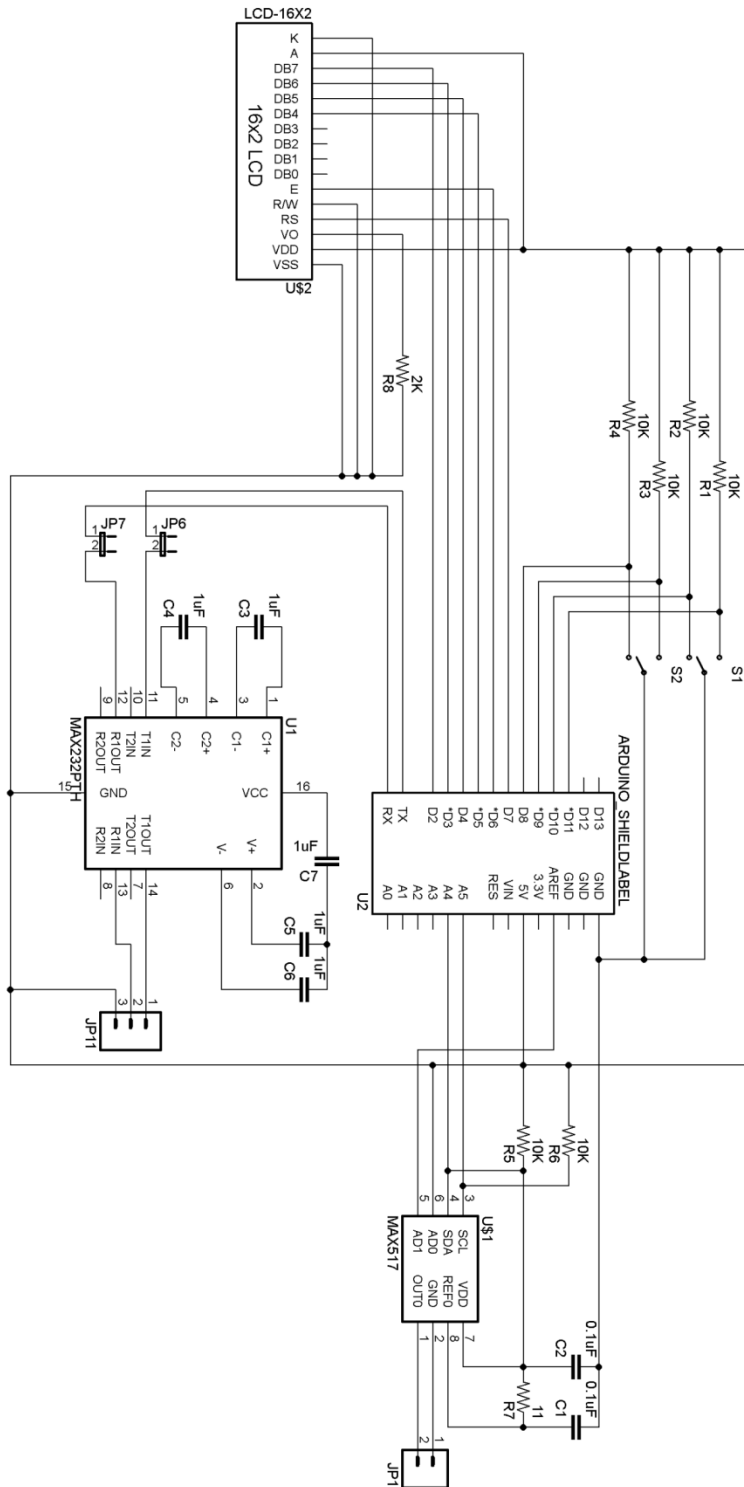 LCD-16X2
K
A
DB7
DB6
DB5
DB4
DB3
DB2
DB1
DB0
E
R/W
RS
VO
VDD
VSS
16x2 LCD
U$2
2K
R8
10K
R4
10K
R3
10K
R2
10K
R1
S2
S1
JP7
1
2
JP6
1
2
1uF
C4
1uF
C3
9
12
10
11
5
4
3
1
U1
MAX232PTH
R2OUT
R1OUT
T2IN
T1IN
C2-
C2+
C1-
C1+
15
GND
VCC
16
R2IN
R1IN
T2OUT
T1OUT
V-
V+
8
13
7
14
6
2
1uF
C7
1uF
C5
1uF
C6
3
2
1
JP11
ARDUINO_SHIELDLABEL
RX
TX
D2
*D3
D4
*D5
*D6
D7
D8
*D9
*D10
*D11
D12
D13
A0
A1
A2
A3
A4
A5
RES
VIN
5V
3.3V
AREF
GND
GND
GND
U2
10K
R5
10K
R6
5
6
4
3
U$1
MAX517
AD1
AD0
SDA
SCL
OUT0
GND
REF0
VDD
1
2
8
7
0.1uF
C2
0.1uF
C1
11
R7
2
1
JP1